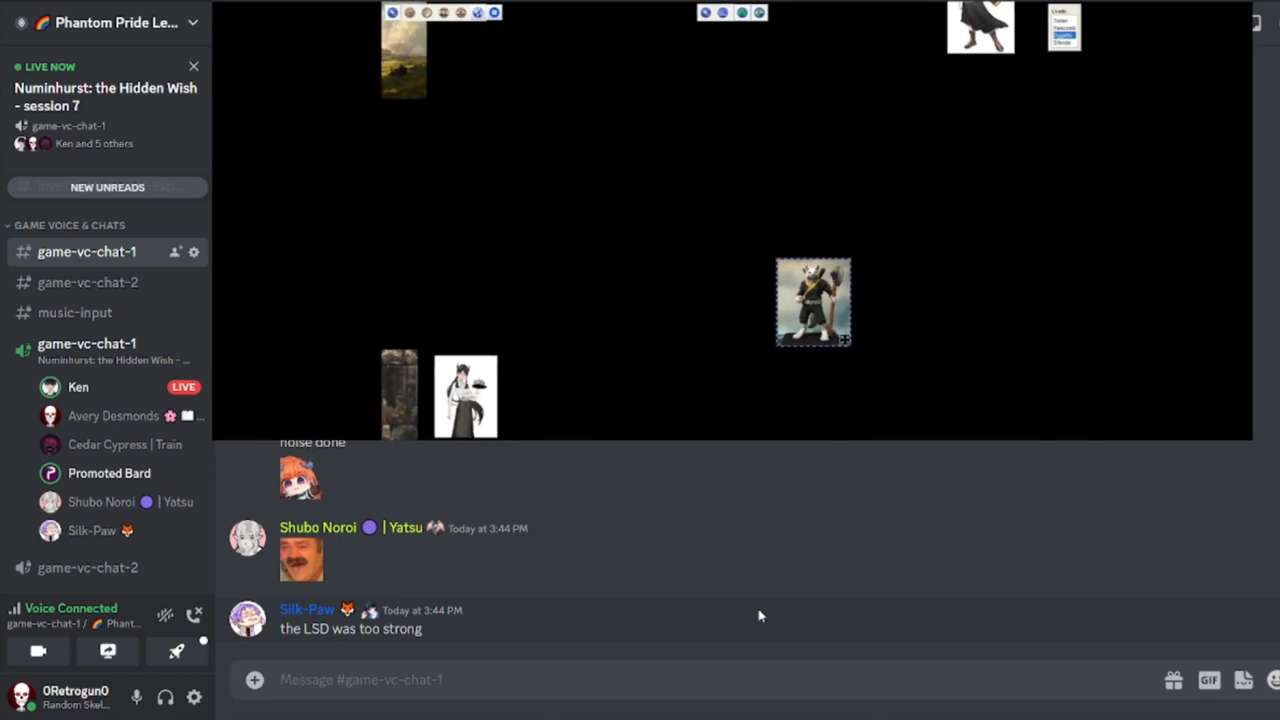 Phantom Pride Le...
LIVE NOW
Numinhurst: the Hidden Wish
- session 7
game-vc-chat-1
Ken and 5 others
NEW UNREADS
GAME VOICE & CHATS
game-vc-chat-1
game-vc-chat-2
music-input
game-vc-chat-1
Numinhurst: the Hidden Wish – ...
Ken
LIVE
Avery Desmonds
...
Cedar Cypress | Train
Promoted Bard
Shubo Noroi | Yatsu
Silk-Paw
game-vc-chat-2
Voice Connected
game-vc-chat-1 / Phant...
0Retrogun0
Random Skel...
noise done
Shubo Noroi | Yatsu Today at 3:44 PM
Silk-Paw Today at 3:44 PM
the LSD was too strong
Message #game-vc-chat-1
GIF